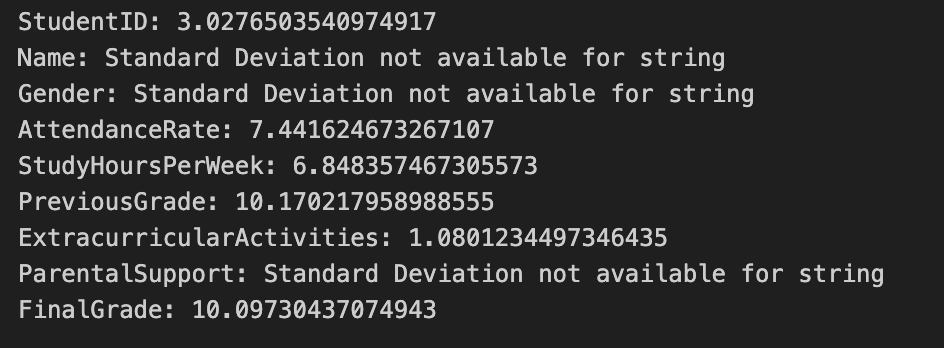 StudentID: 3.0276503540974917
Name: Standard Deviation not available for string
Gender: Standard Deviation not available for string
AttendanceRate: 7.441624673267107
StudyHoursPerWeek: 6.848357467305573
PreviousGrade: 10.170217958988555
ExtracurricularActivities: 1.0801234497346435
ParentalSupport: Standard Deviation not available for string
FinalGrade: 10.09730437074943